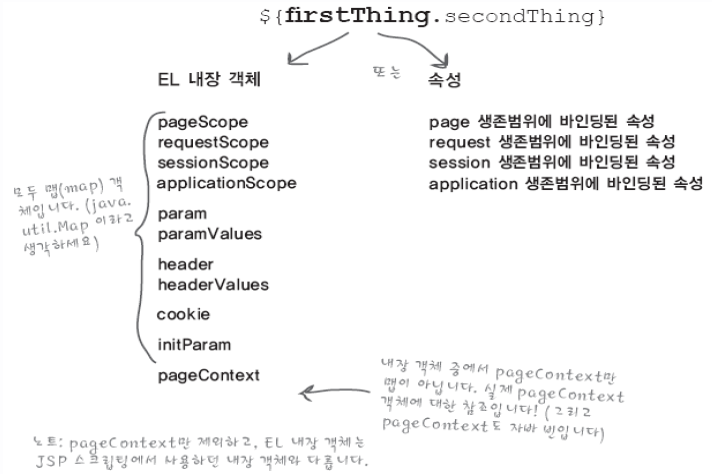 ${firstThing.secondThing}
EL 내장 객체
또는
속성
pageScope
requestScope
sessionScope
applicationScope
param
paramValues
header
headerValues
cookie
initParam
pageContext
모두 맵(map) 객
체입니다. (java.
util.Map 이라고
생각하세요)
page 생존범위에 바인딩된 속성
request 생존범위에 바인딩된 속성
session 생존범위에 바인딩된 속성
application 생존범위에 바인딩된 속성
내장 객체 중에서 pageContext만
맵이 아닙니다. 실제 pageContext
객체에 대한 참조입니다! (그리고
pageContext도 자바 빈입니다)
노트: pageContext만 제외하고, EL 내장 객체는
JSP 스크립팅에서 사용하던 내장 객체와 다릅니다.